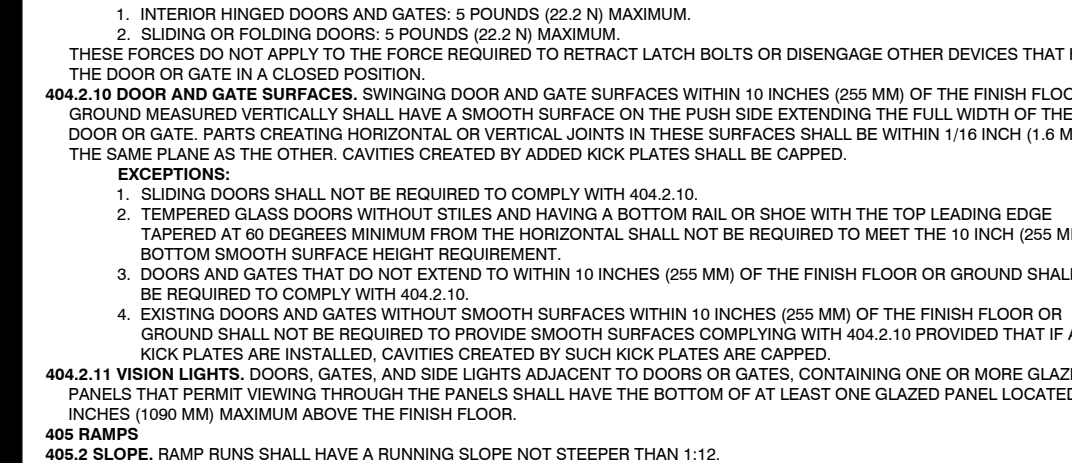 1. INTERIOR HINGED DOORS AND GATES: 5 POUNDS (22.2 N) MAXIMUM.
2. SLIDING OR FOLDING DOORS: 5 POUNDS (22.2 N) MAXIMUM.
THESE FORCES DO NOT APPLY TO THE FORCE REQUIRED TO RETRACT LATCH BOLTS OR DISENGAGE OTHER DEVICES THAT
THE DOOR OR GATE IN A CLOSED POSITION.
404.2.10 DOOR AND GATE SURFACES. SWINGING DOOR AND GATE SURFACES WITHIN 10 INCHES (255 MM) OF THE FINISH
GROUND MEASURED VERTICALLY SHALL HAVE A SMOOTH SURFACE ON THE PUSH SIDE EXTENDING THE FULL WIDTH OF THE
DOOR OR GATE. PARTS CREATING HORIZONTAL OR VERTICAL JOINTS IN THESE SURFACES SHALL BE WITHIN 1/16 INCH (1.6
THE SAME PLANE AS THE OTHER. CAVITIES CREATED BY ADDED KICK PLATES SHALL BE CAPPED.
EXCEPTIONS:
1. SLIDING DOORS SHALL NOT BE REQUIRED TO COMPLY WITH 404.2.10.
2. TEMPERED GLASS DOORS WITHOUT STILES AND HAVING A BOTTOM RAIL OR SHOE WITH THE TOP LEADING EDGE
TAPERED AT 60 DEGREES MINIMUM FROM THE HORIZONTAL SHALL NOT BE REQUIRED TO MEET THE 10 INCH (255
BOTTOM SMOOTH SURFACE HEIGHT REQUIREMENT.
3. DOORS AND GATES THAT DO NOT EXTEND TO WITHIN 10 INCHES (255 MM) OF THE FINISH FLOOR OR GROUND SHALL
BE REQUIRED TO COMPLY WITH 404.2.10.
4. EXISTING DOORS AND GATES WITHOUT SMOOTH SURFACES WITHIN 10 INCHES (255 MM) OF THE FINISH FLOOR OR
GROUND SHALL NOT BE REQUIRED TO PROVIDE SMOOTH SURFACES COMPLYING WITH 404.2.10 PROVIDED THAT IF
KICK PLATES ARE INSTALLED, CAVITIES CREATED BY SUCH KICK PLATES ARE CAPPED.
404.2.11 VISION LIGHTS. DOORS, GATES, AND SIDE LIGHTS ADJACENT TO DOORS OR GATES, CONTAINING ONE OR MORE
PANELS THAT PERMIT VIEWING THROUGH THE PANELS SHALL HAVE THE BOTTOM OF AT LEAST ONE GLAZED PANEL LOCATED
INCHES (1090 MM) MAXIMUM ABOVE THE FINISH FLOOR.
405 RAMPS
405.2 SLOPE. RAMP RUNS SHALL HAVE A RUNNING SLOPE NOT STEEPER THAN 1:12.